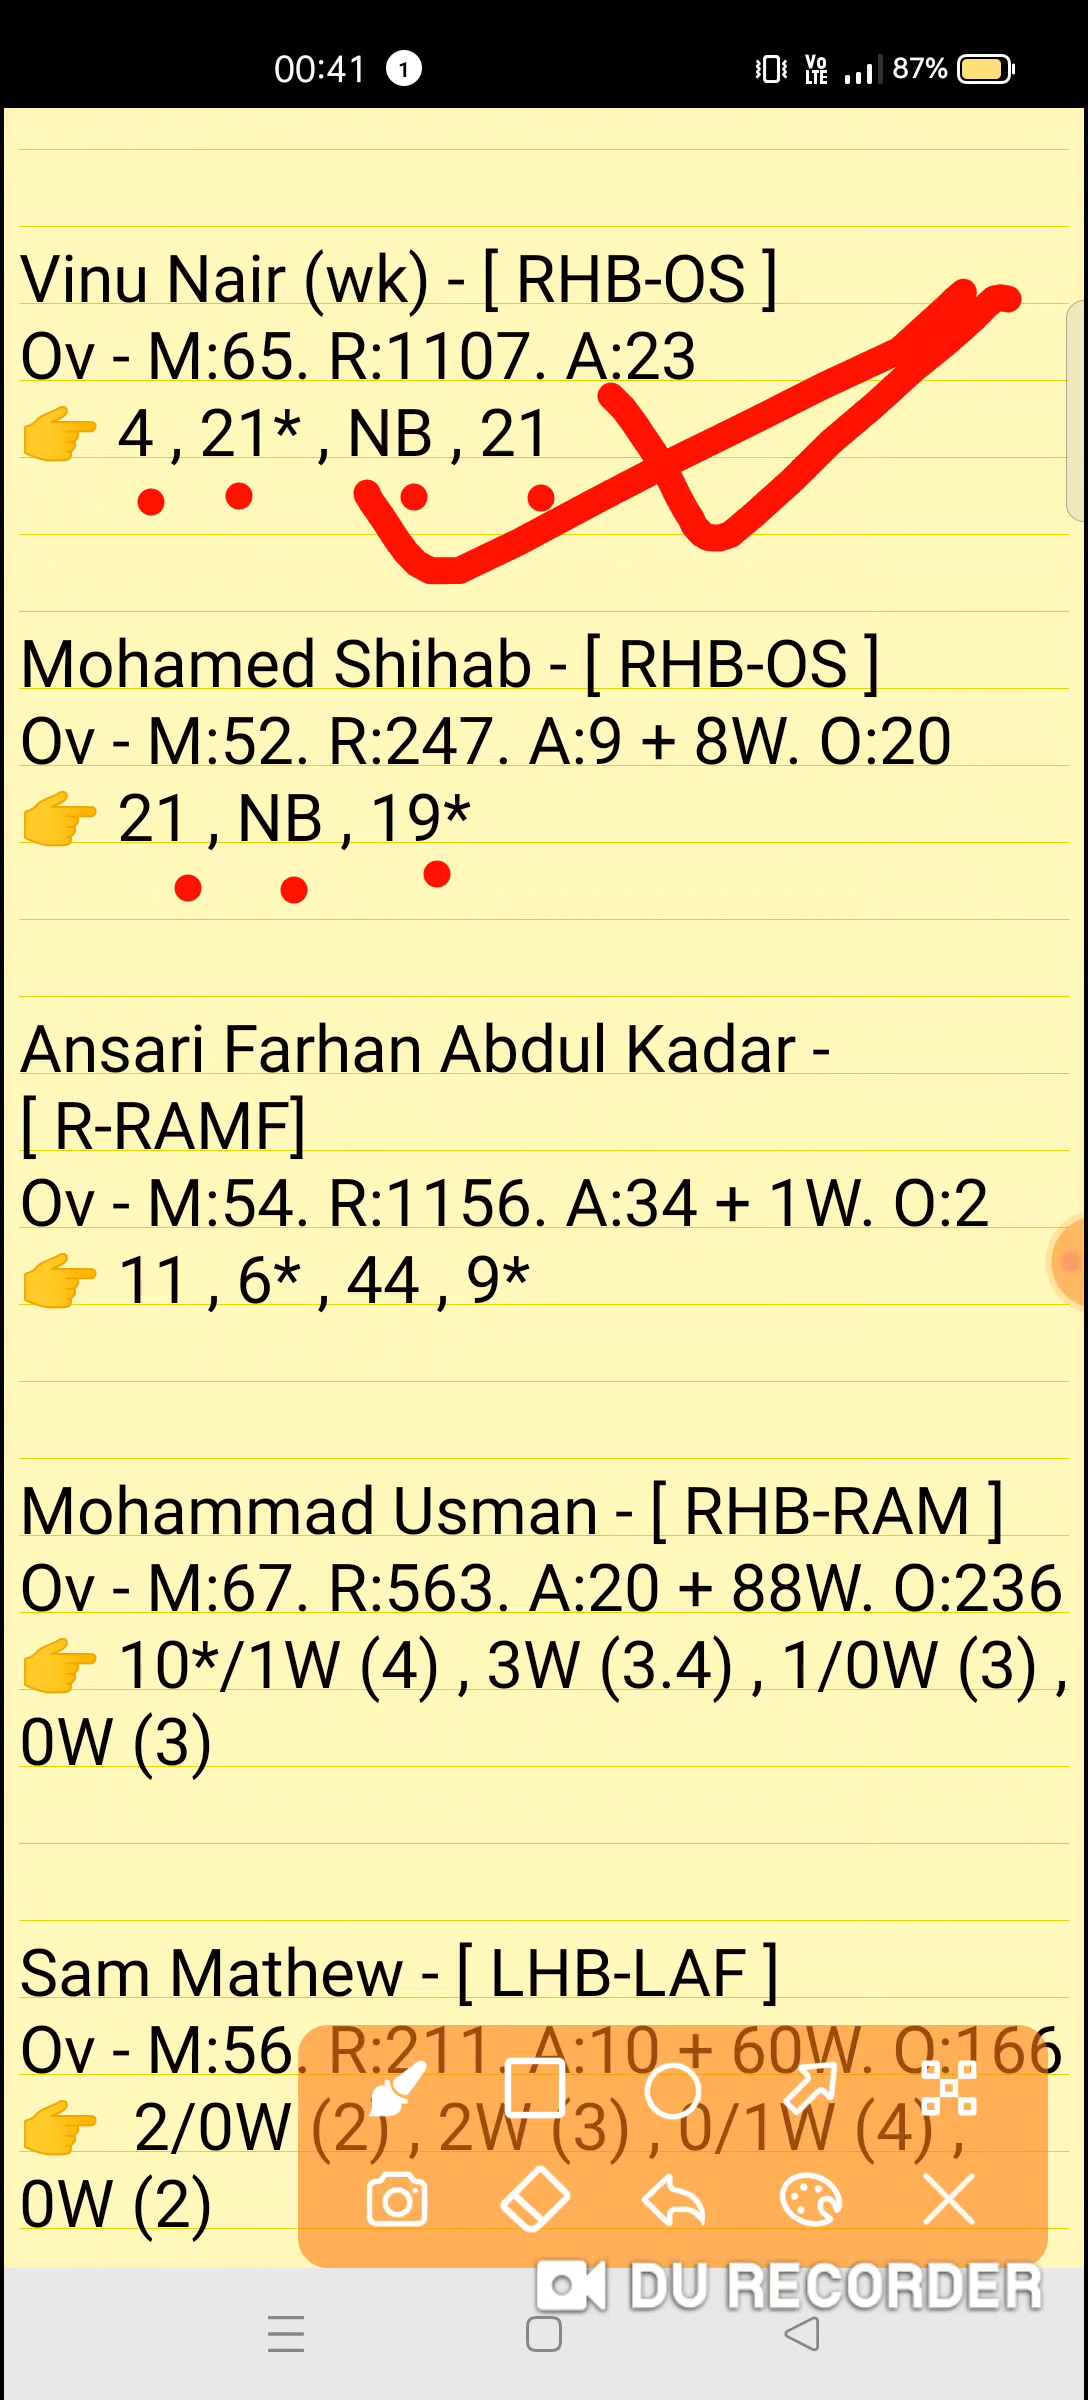 00:41 1 Vo LTE 87%
Vinu Nair (wk) - [ RHB-OS ]
Ov - M:65. R:1107. A:23
👉 4 , 21* , NB , 21
Mohamed Shihab - [ RHB-OS ]
Ov - M:52. R:247. A:9 + 8W. O:20
👉 21 , NB , 19*
Ansari Farhan Abdul Kadar -
[ R-RAMF]
Ov - M:54. R:1156. A:34 + 1W. O:2
👉 11 , 6* , 44 , 9*
Mohammad Usman - [ RHB-RAM ]
Ov - M:67. R:563. A:20 + 88W. O:236
👉 10*/1W (4) , 3W (3.4) , 1/0W (3) ,
0W (3)
Sam Mathew - [ LHB-LAF ]
Ov - M:56. R:211. A:10 + 60W. O:166
👉 2/0W (2) , 2W (3) , 0/1W (4) ,
0W (2)
DU RECORDER